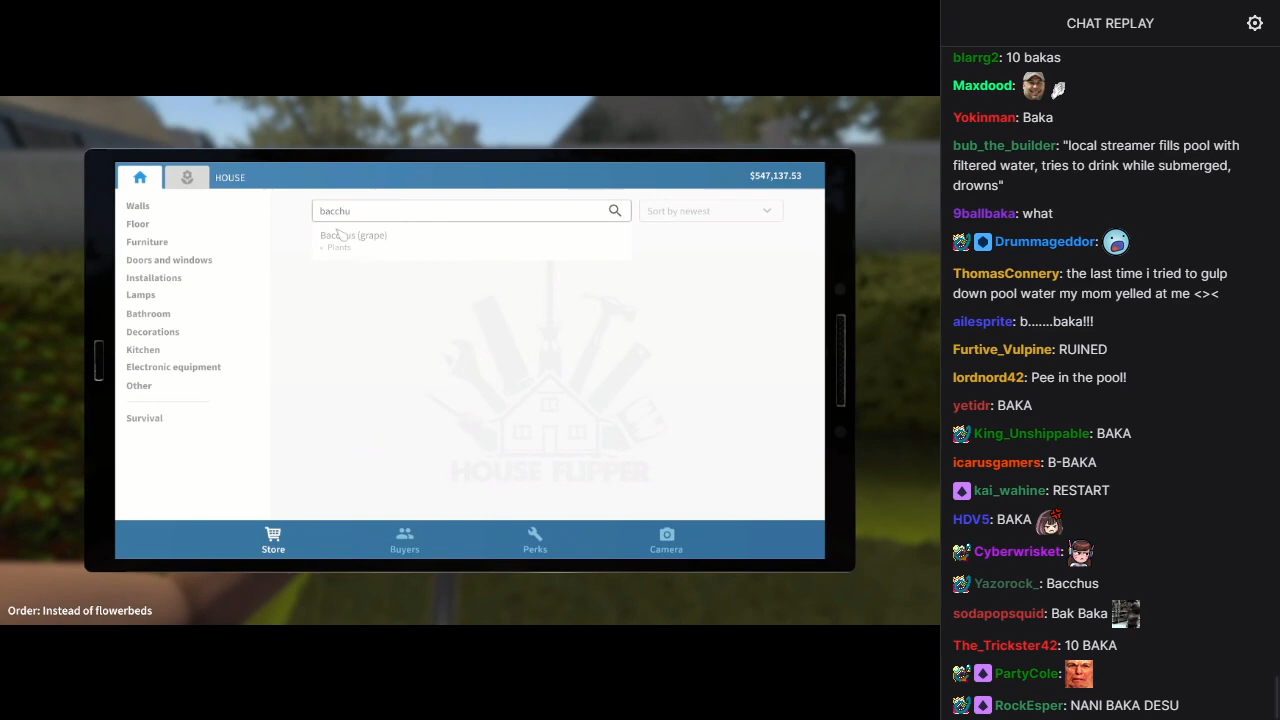 HOUSE
$547,137.53
Walls
Floor
Furniture
Doors and windows
Installations
Lamps
Bathroom
Decorations
Kitchen
Electronic equipment
Other
Survival
bacchu
Sort by newest
Bacchus (grape)
Plants
HOUSE FLIPPER
Store
Buyers
Perks
Camera
Order: Instead of flowerbeds
CHAT REPLAY
blarrg2: 10 bakas
Maxdood:
Yokinman: Baka
bub_the_builder: "local streamer fills pool with
filtered water, tries to drink while submerged,
drowns"
9ballbaka: what
Drummageddor:
ThomasConnery: the last time i tried to gulp
down pool water my mom yelled at me <><
ailesprite: b.......baka!!!
Furtive_Vulpine: RUINED
lordnord42: Pee in the pool!
yetidr: BAKA
King_Unshippable: BAKA
icarusgamers: B-BAKA
kai_wahine: RESTART
HDV5: BAKA
Cyberwrisket:
Yazorock_: Bacchus
sodapopsquid: Bak Baka
The_Trickster42: 10 BAKA
PartyCole:
RockEsper: NANI BAKA DESU